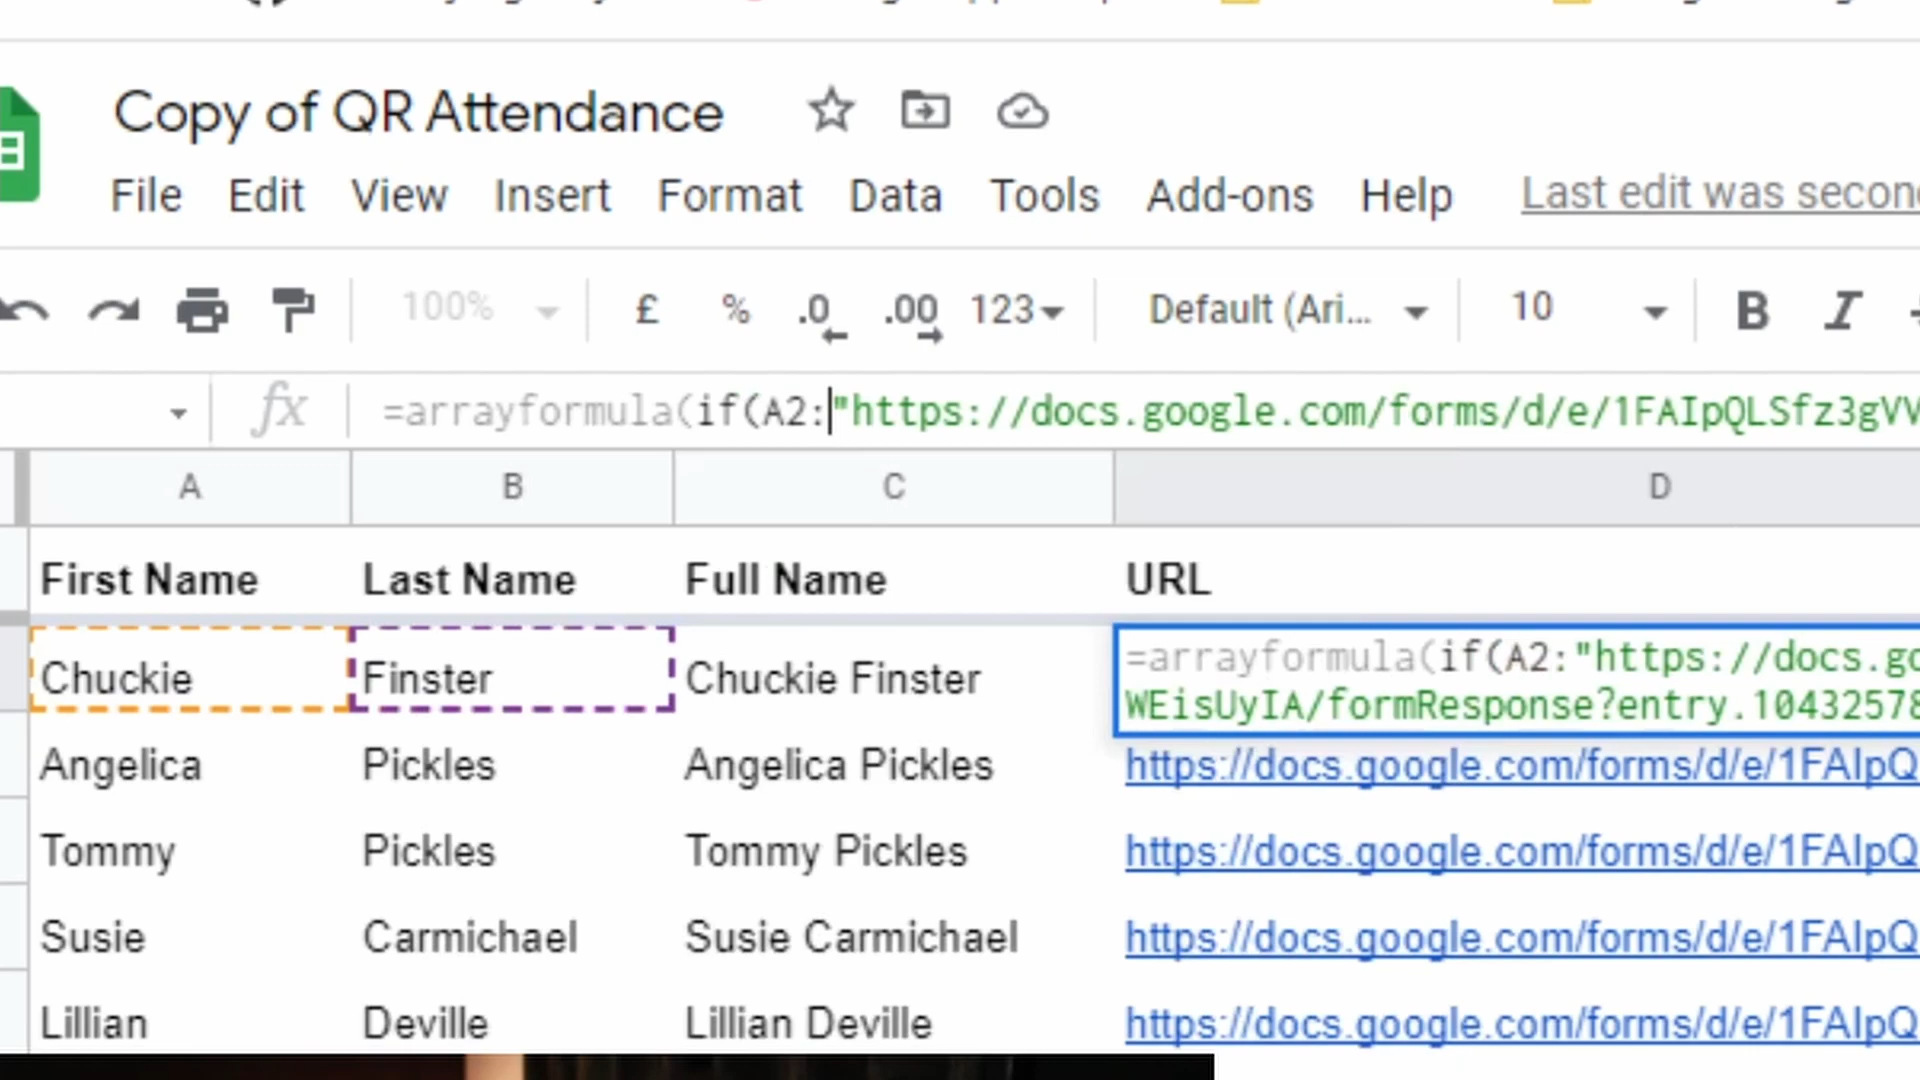 Copy of QR Attendance
File Edit View Insert Format Data Tools Add-ons Help Last edit was
100% £ % .0 .00 123 Default (Ari... 10 B I
fx =arrayformula(if(A2:"https://docs.google.com/forms/d/e/1FAIpQLSfz3gVV
A B C D
First Name Last Name Full Name URL
Chuckie Finster Chuckie Finster =arrayformula(if(A2:"https://docs.go
WEisUyIA/formResponse?entry.10432578
Angelica Pickles Angelica Pickles https://docs.google.com/forms/d/e/1FAIpQ
Tommy Pickles Tommy Pickles https://docs.google.com/forms/d/e/1FAIpQ
Susie Carmichael Susie Carmichael https://docs.google.com/forms/d/e/1FAIpQ
Lillian Deville Lillian Deville https://docs.google.com/forms/d/e/1FAIpQ